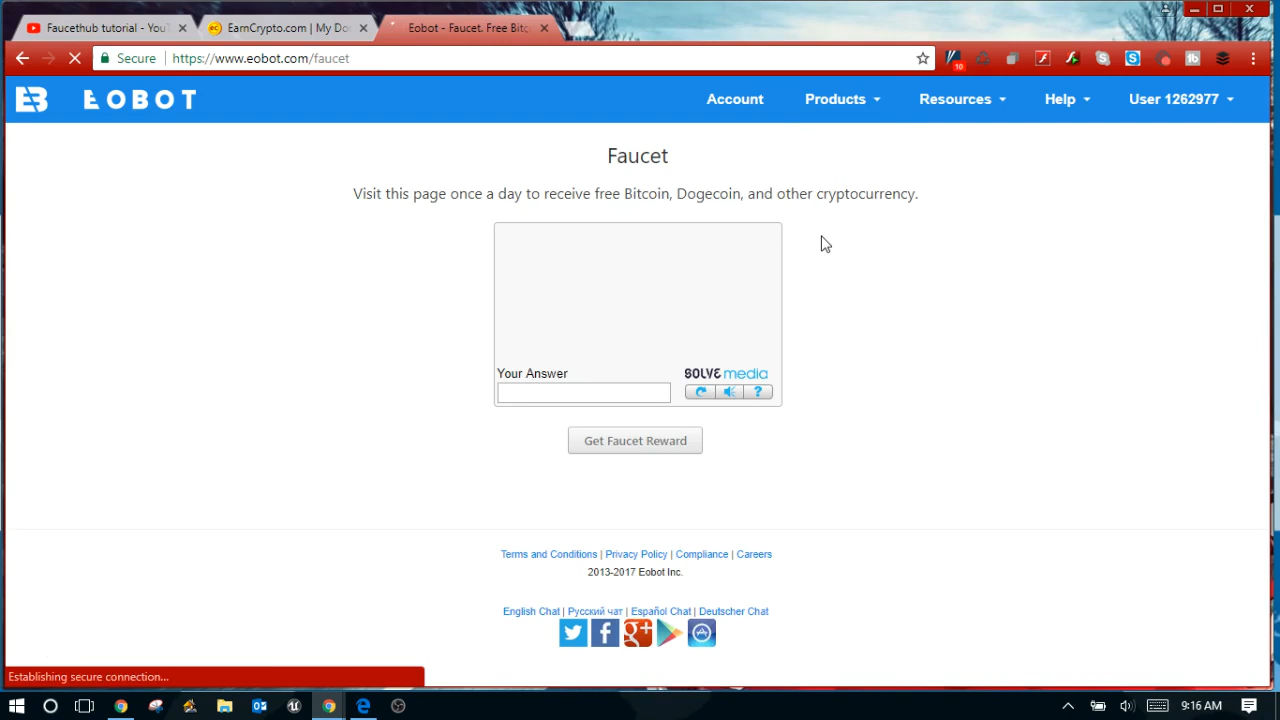 Faucethub tutorial - YouT
EarnCrypto.com | My Do
Eobot - Faucet. Free Bitc
Secure
https://www.eobot.com/faucet
10
EOBOT
Account
Products
Resources
Help
User 1262977
Faucet
Visit this page once a day to receive free Bitcoin, Dogecoin, and other cryptocurrency.
Your Answer
SOLVE media
?
Get Faucet Reward
Terms and Conditions | Privacy Policy | Compliance | Careers
2013-2017 Eobot Inc.
English Chat | Русский чат | Español Chat | Deutscher Chat
g+
Establishing secure connection...
9:16 AM